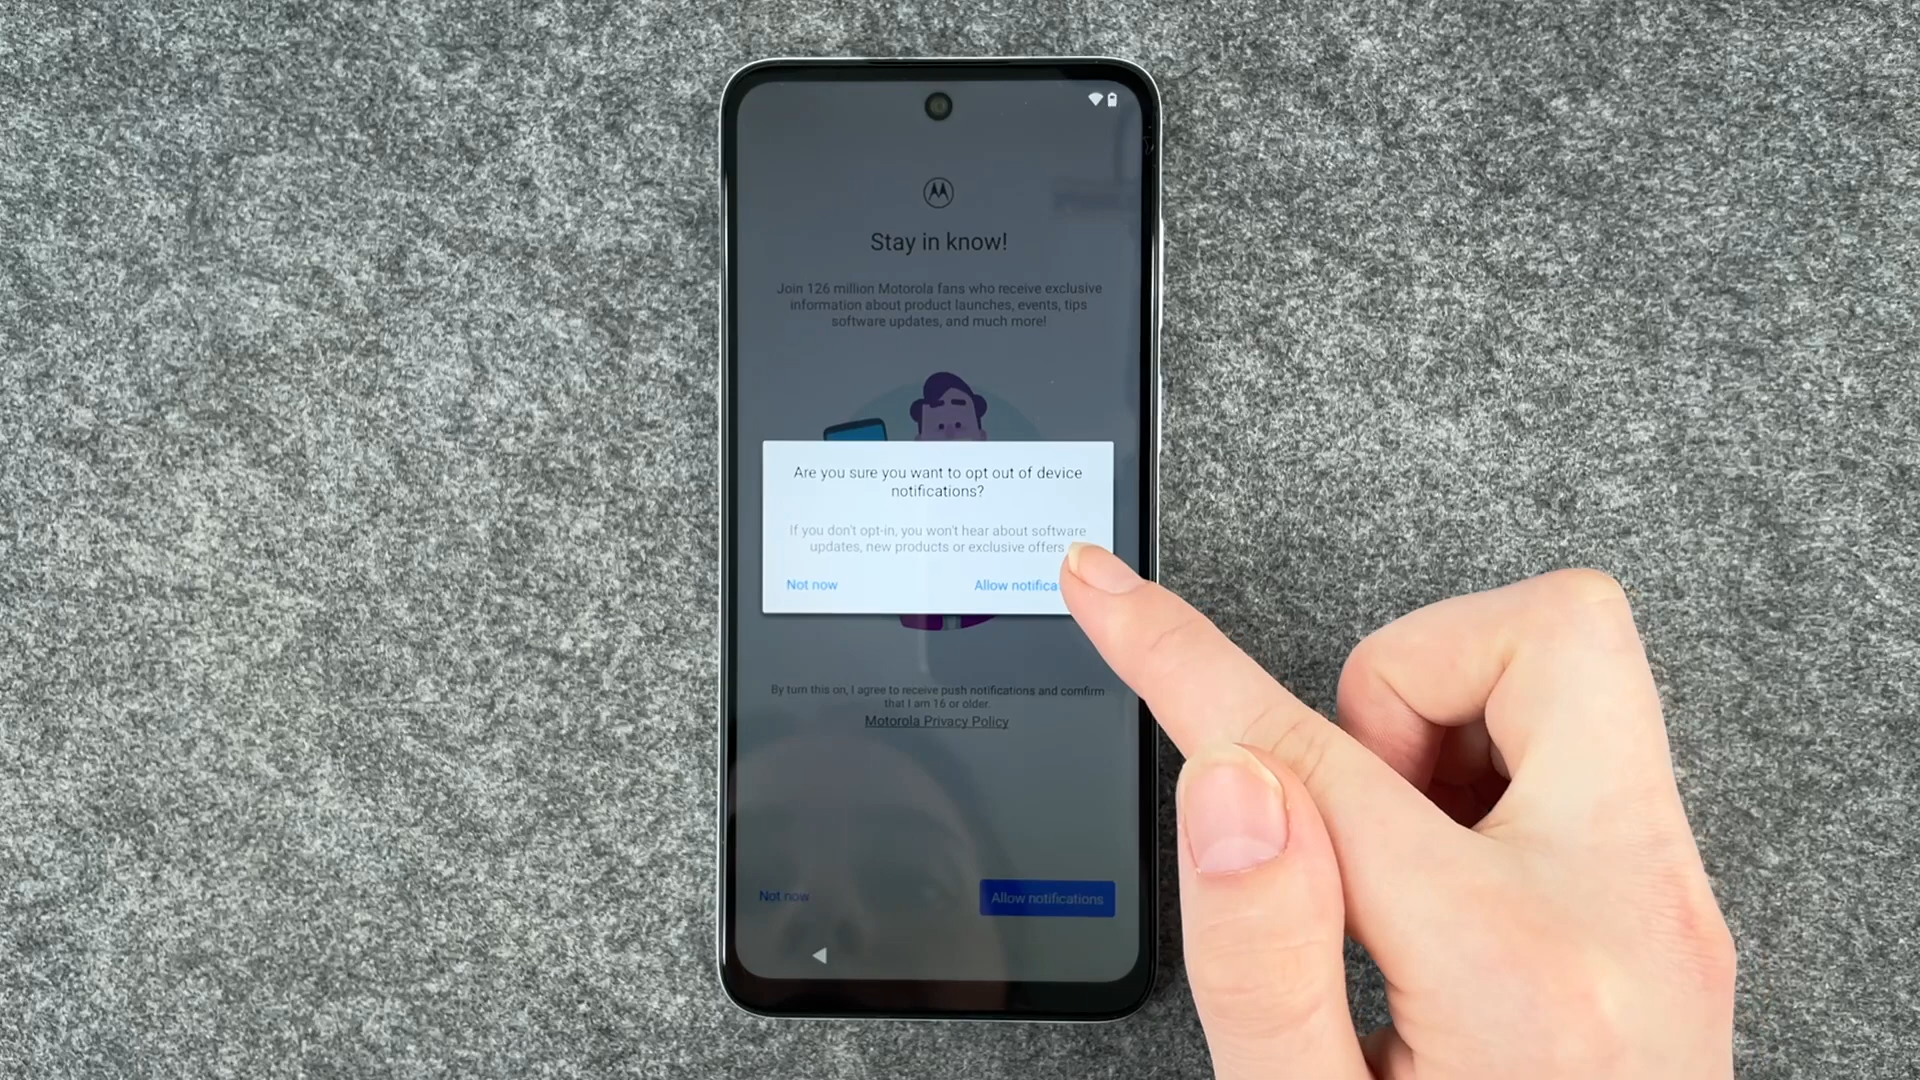 Stay in know!
Join 126 million Motorola fans who receive exclusive
information about product launches, events, tips
software updates, and much more!
Are you sure you want to opt out of device
notifications?
If you don't opt-in, you won't hear about software
updates, new products or exclusive offers
Not now
Allow
By turn this on, I agree to receive push notifications and comfirm
that I am 16 or older.
Motorola Privacy Policy
Not now
Allow notifications